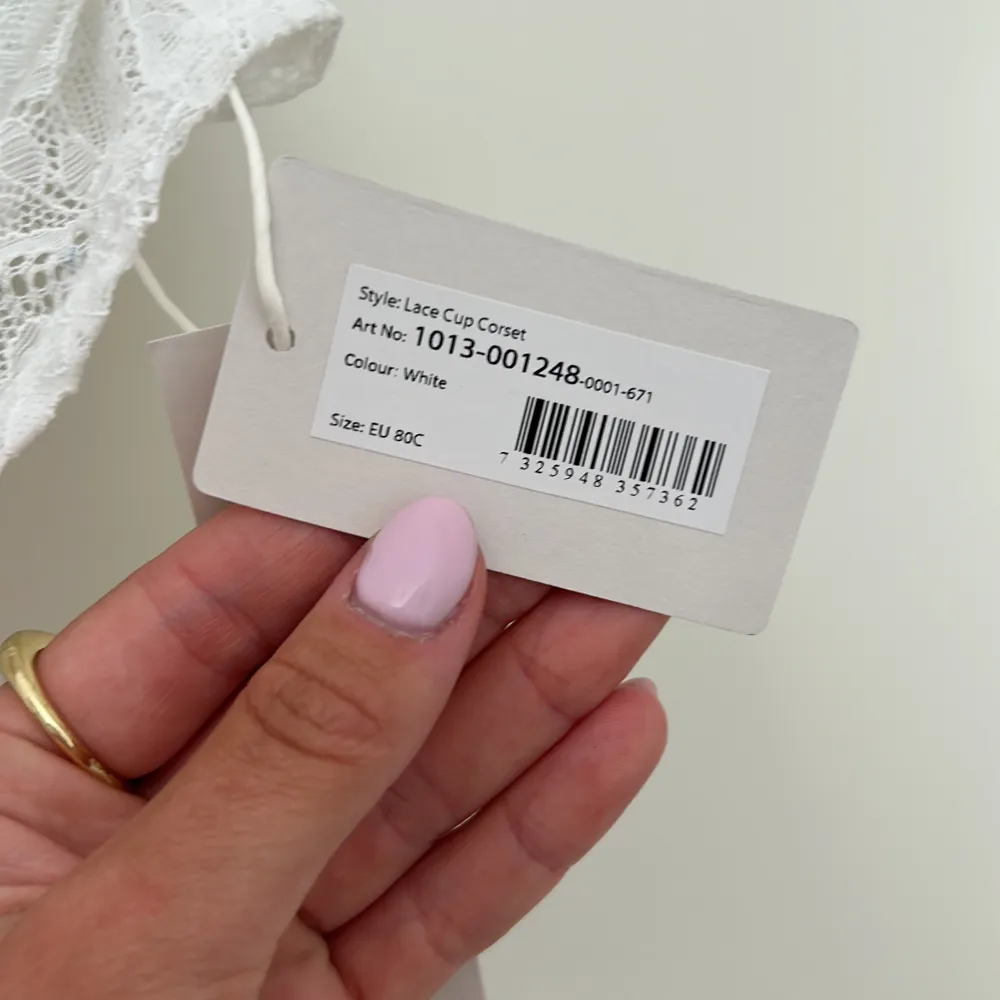 Style: Lace Cup Corset
Art No: 1013-001248-0001-671
Colour: White
Size: EU 80C
7 325948 357362